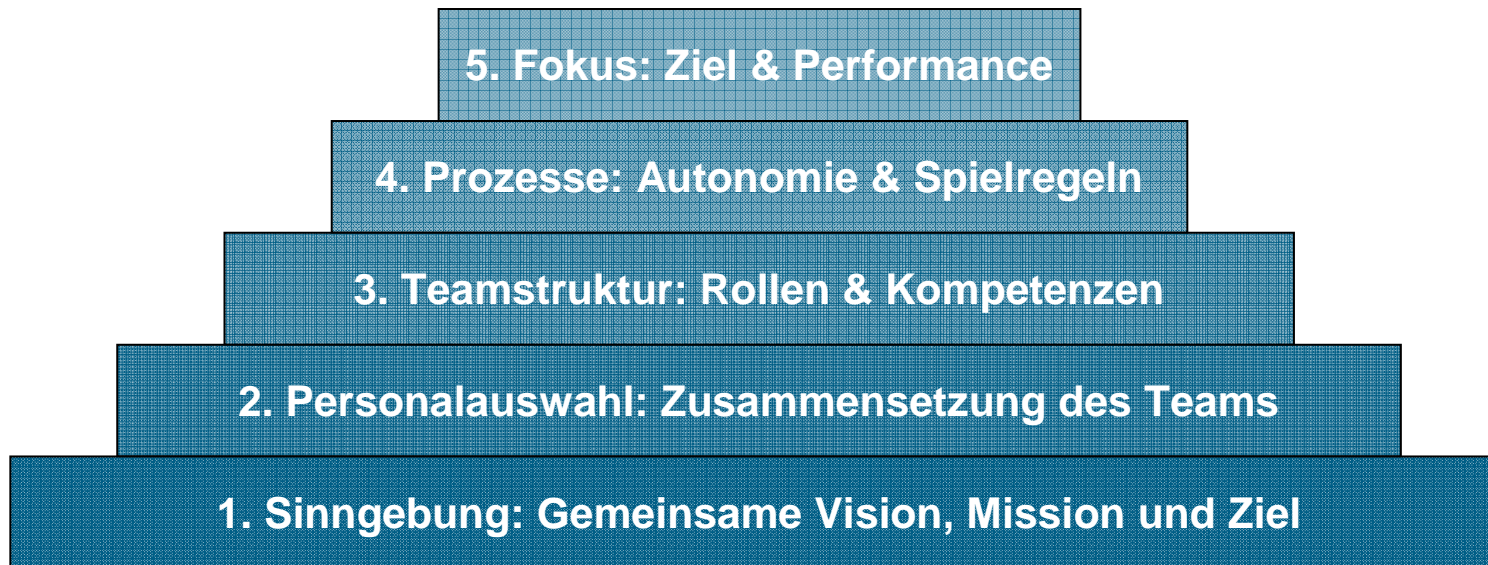 5. Fokus: Ziel & Performance
4. Prozesse: Autonomie & Spielregeln
3. Teamstruktur: Rollen & Kompetenzen
2. Personalauswahl: Zusammensetzung des Teams
1. Sinngebung: Gemeinsame Vision, Mission und Ziel